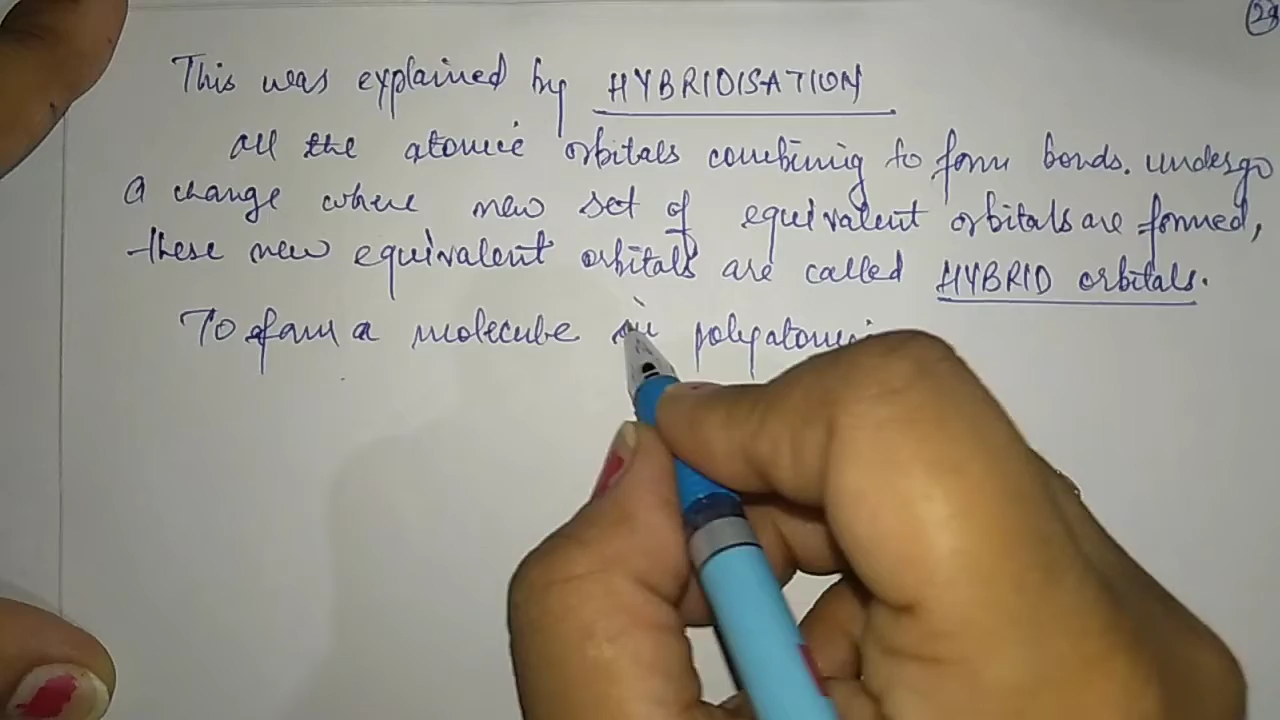 This was explained by HYBRIDISATION
all the atomic orbitals combining to form bonds. undergo
a change where new set of equivalent orbitals are formed,
these new equivalent orbitals are called HYBRID orbitals.
To form a molecule in polyatomic